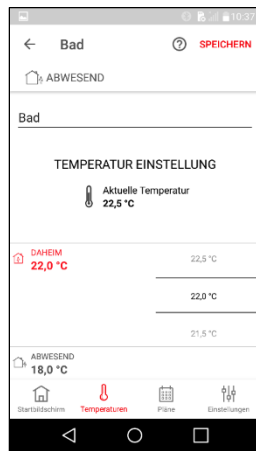 10:37
Bad
SPEICHERN
ABWESEND
Bad
TEMPERATUR EINSTELLUNG
Aktuelle Temperatur
22,5 °C
DAHEIM
22,0 °C
22,5 °C
22,0 °C
21,5 °C
ABWESEND
18,0 °C
Startbildschirm Temperaturen Pläne Einstellungen